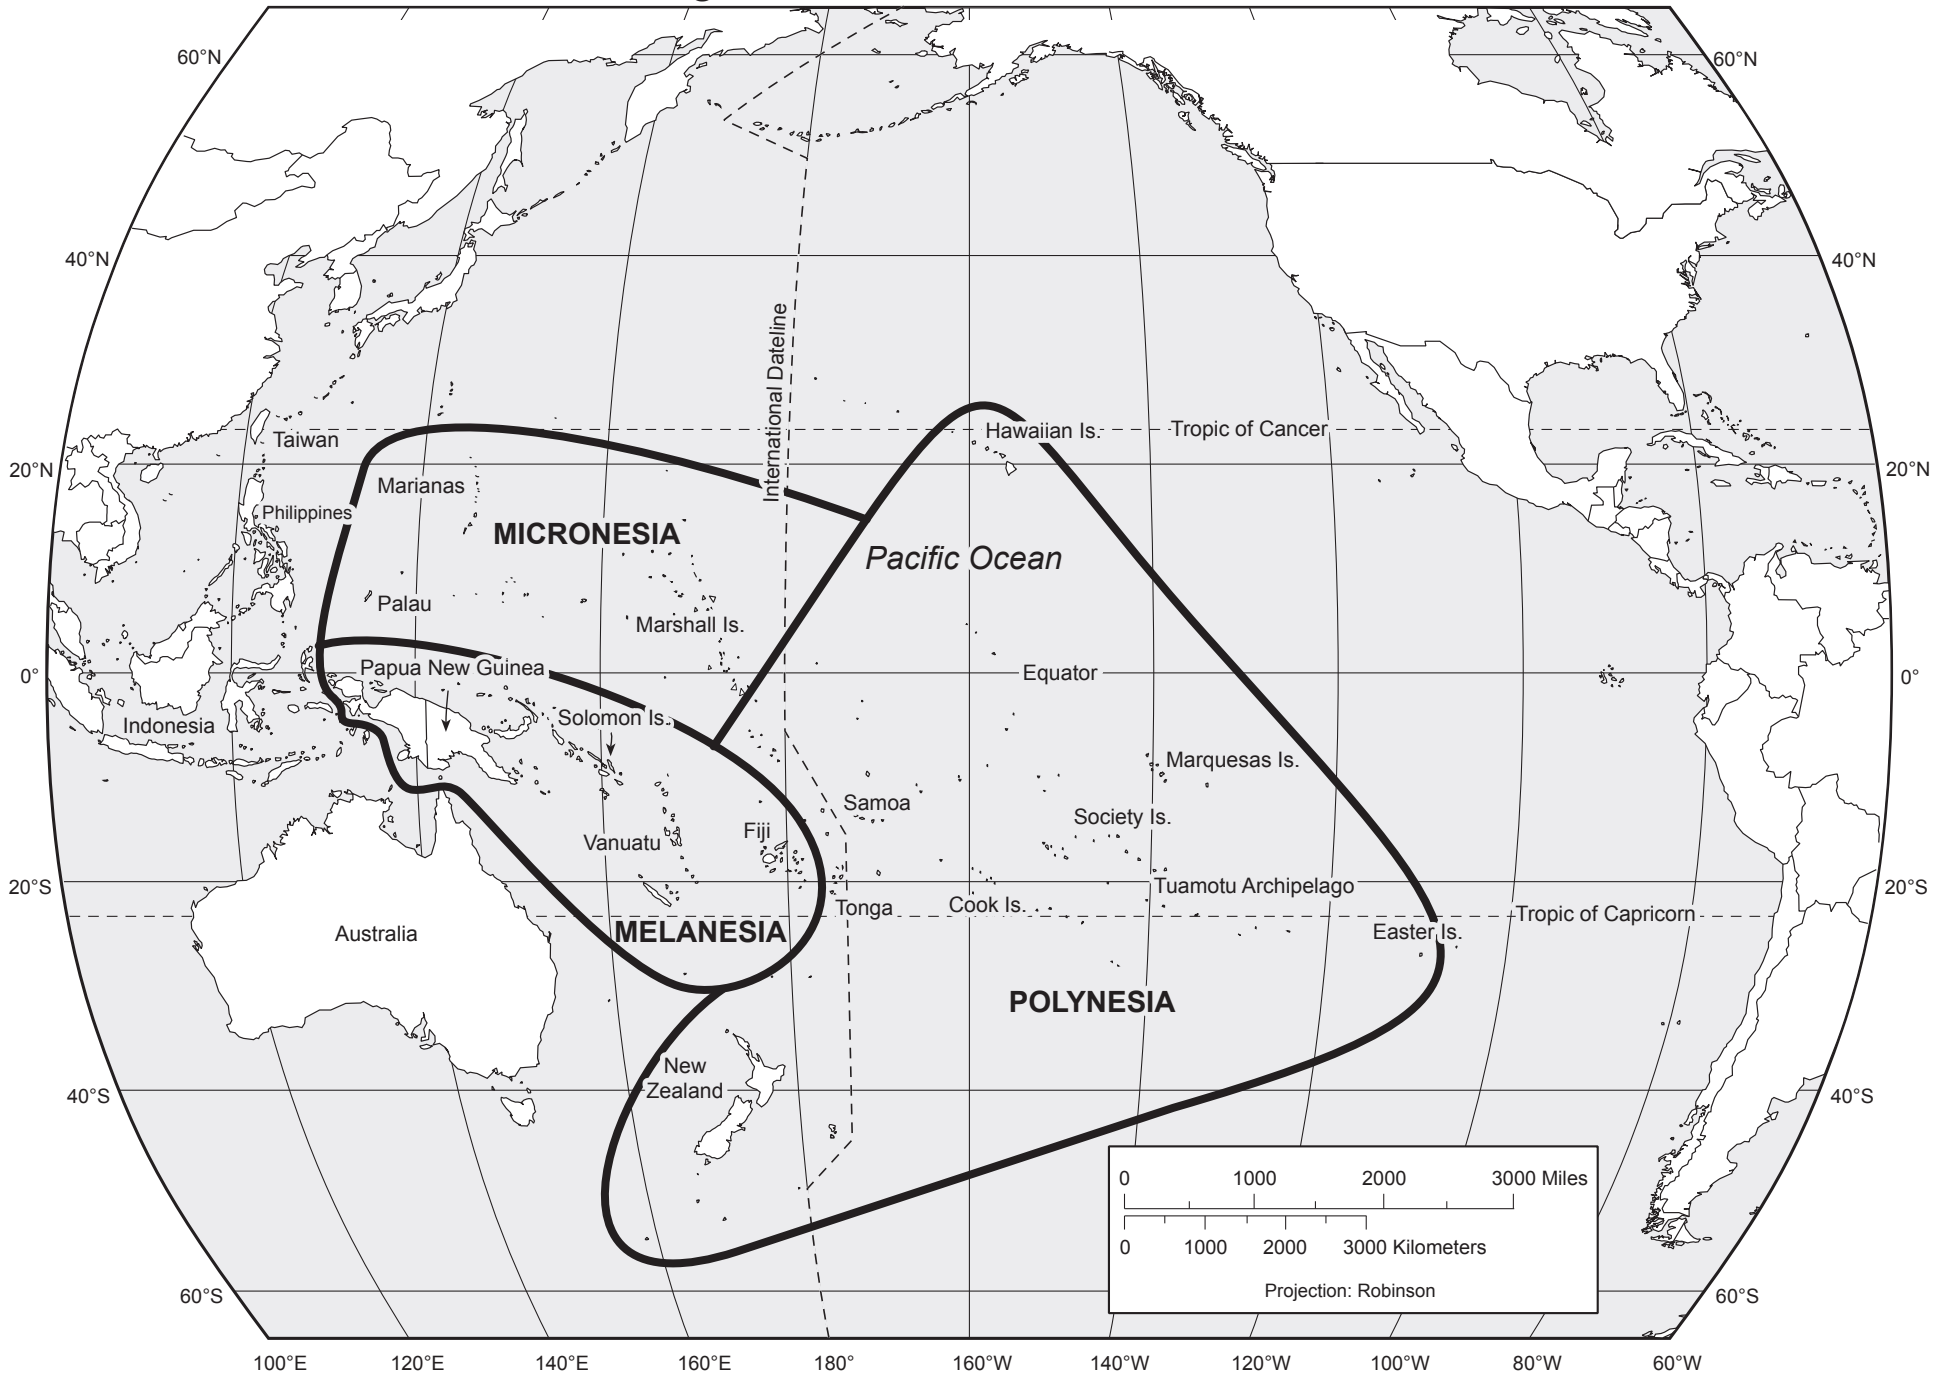 60°N
60°N
40°N
40°N
International Dateline
Taiwan
Hawaiian Is.
Tropic of Cancer
20°N
20°N
Marianas
Philippines
MICRONESIA
Pacific Ocean
Palau
Marshall Is.
0°
Papua New Guinea
Equator
0°
Indonesia
Solomon Is.
Marquesas Is.
Samoa
Society Is.
Vanuatu
Fiji
20°S
Tuamotu Archipelago
20°S
Tonga
Cook Is.
Tropic of Capricorn
Australia
MELANESIA
Easter Is.
POLYNESIA
New
Zealand
40°S
40°S
0 1000 2000 3000 Miles
0 1000 2000 3000 Kilometers
Projection: Robinson
60°S
60°S
100°E 120°E 140°E 160°E 180° 160°W 140°W 120°W 100°W 80°W 60°W